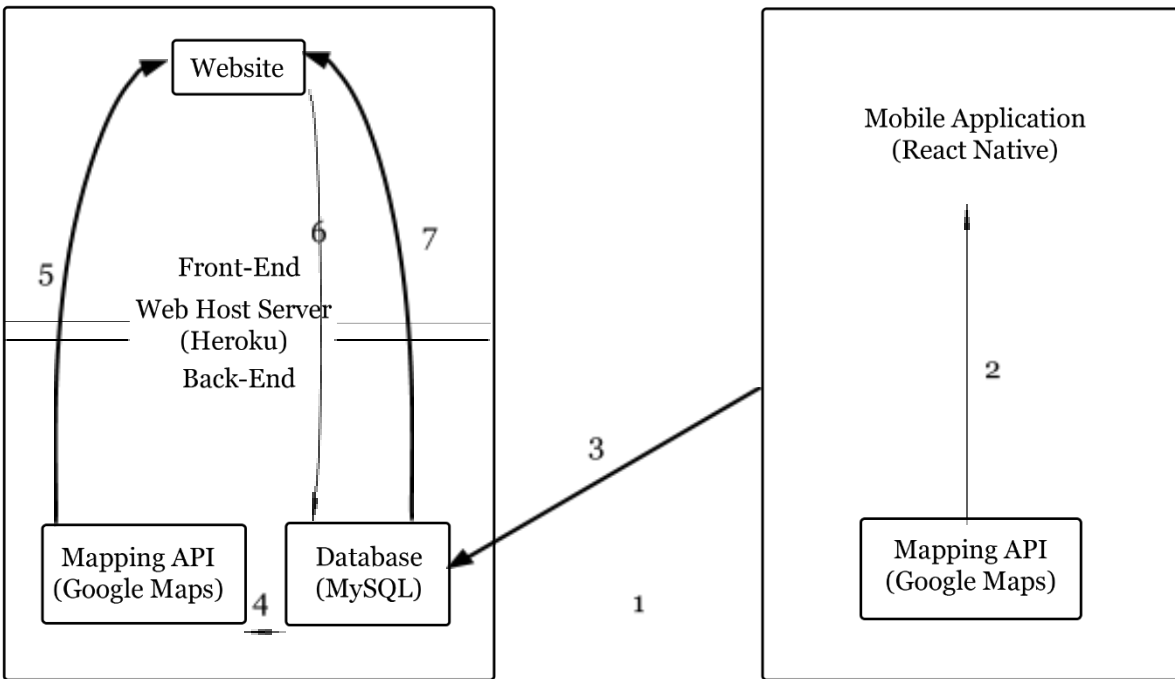 Website
Mobile Application
(React Native)
6
7
5
Front-End
Web Host Server
(Heroku)
Back-End
2
3
Mapping API
(Google Maps)
Database
(MySQL)
Mapping API
(Google Maps)
4
1